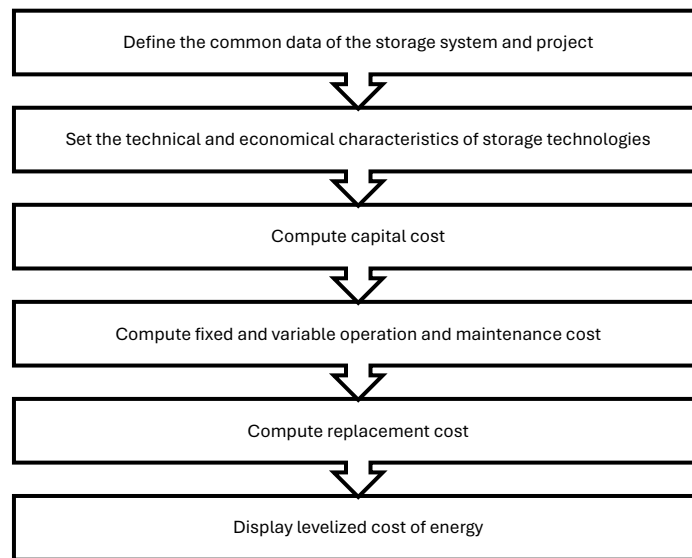 Define the common data of the storage system and project
Set the technical and economical characteristics of storage technologies
Compute capital cost
Compute fixed and variable operation and maintenance cost
Compute replacement cost
Display levelized cost of energy